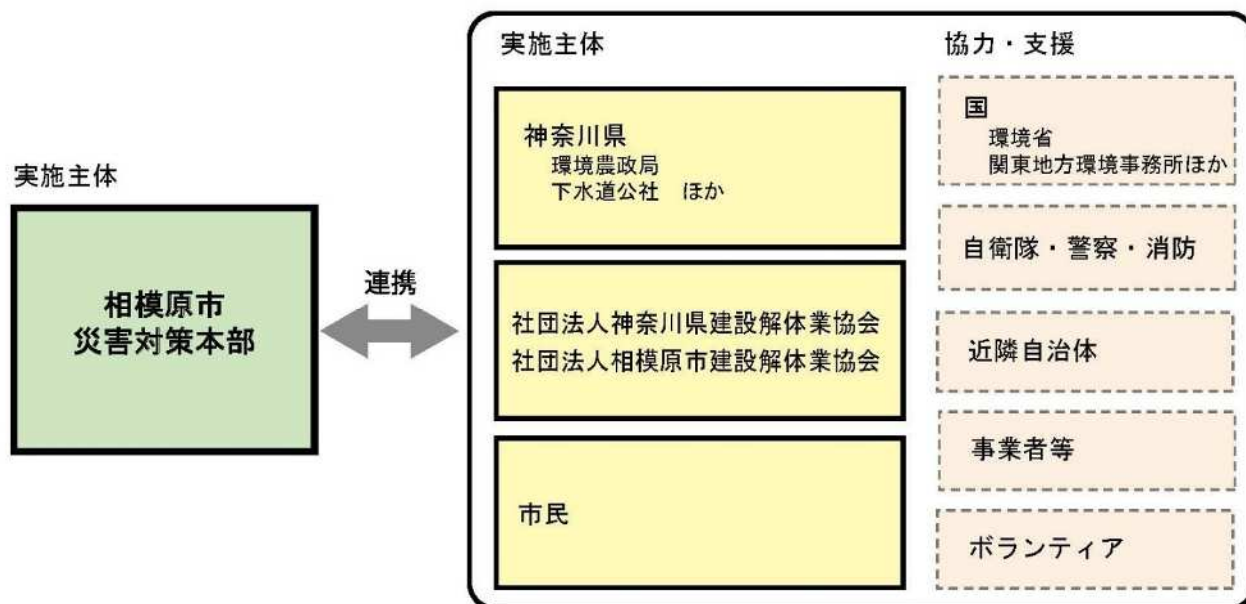 実施主体
相模原市
災害対策本部
連携
実施主体
神奈川県
環境農政局
下水道公社　ほか
社団法人神奈川県建設解体業協会
社団法人相模原市建設解体業協会
市民
協力・支援
国
環境省
関東地方環境事務所ほか
自衛隊・警察・消防
近隣自治体
事業者等
ボランティア